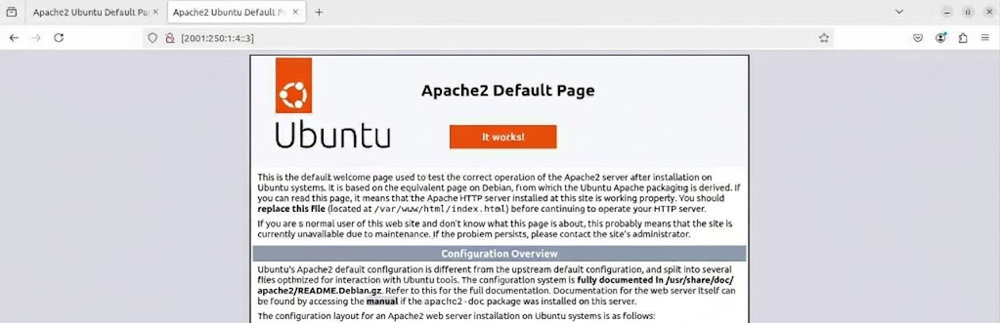 Apache2 Ubuntu Default Pa
Apache2 Ubuntu Default P
[2001:250:1:4::3]
Apache2 Default Page
Ubuntu
It works!
This is the default welcome page used to test the correct operation of the Apache2 server after installation on
Ubuntu systems. It is based on the equivalent page on Debian, from which the Ubuntu Apache packaging is derived. If
you can read this page, it means that the Apache HTTP server installed at this site is working properly. You should
replace this file (located at /var/www/html/index.html) before continuing to operate your HTTP server.
If you are a normal user of this web site and don't know what this page is about, this probably means that the site is
currently unavailable due to maintenance. If the problem persists, please contact the site's administrator.
Configuration Overview
Ubuntu's Apache2 default configuration is different from the upstream default configuration, and split into several
files optimized for interaction with Ubuntu tools. The configuration system is fully documented in /usr/share/doc/
apache2/README.Debian.gz. Refer to this for the full documentation. Documentation for the web server itself can
be found by accessing the manual if the apache2-doc package was installed on this server.
The configuration layout for an Apache2 web server installation on Ubuntu systems is as follows: